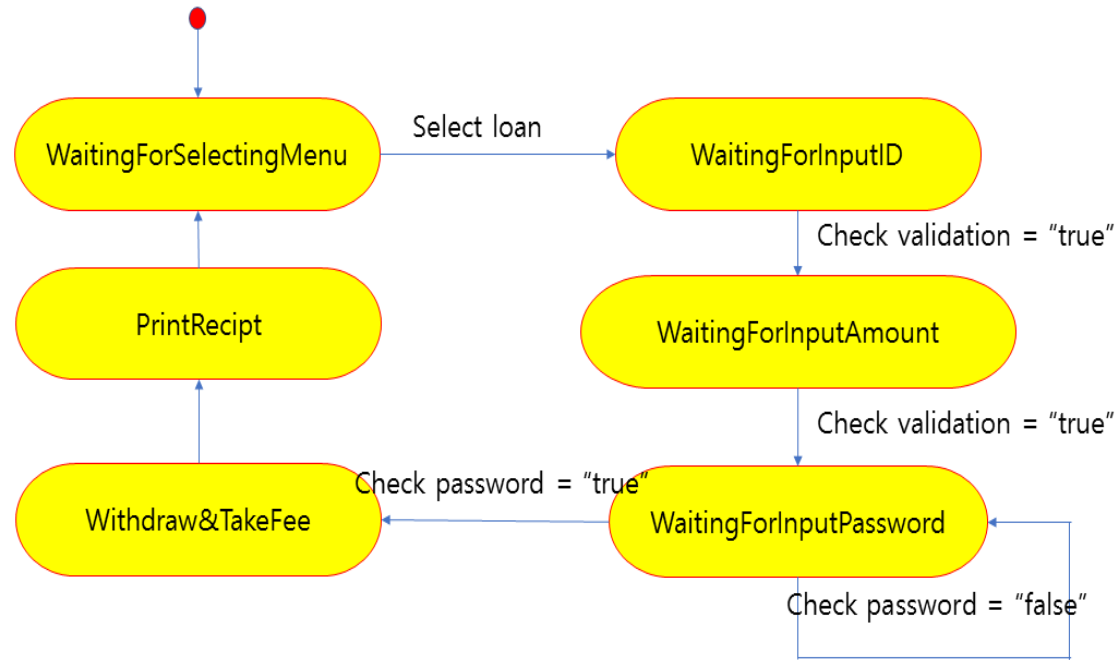 WaitingForSelectingMenu
Select loan
WaitingForInputID
Check validation = “true”
PrintRecipt
WaitingForInputAmount
Check validation = “true”
Check password = “true”
Withdraw&TakeFee
WaitingForInputPassword
Check password = “false”